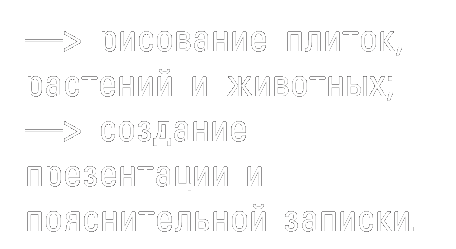 —> рисование плиток,
растений и животных;
—> создание
презентации и
пояснительной записки.